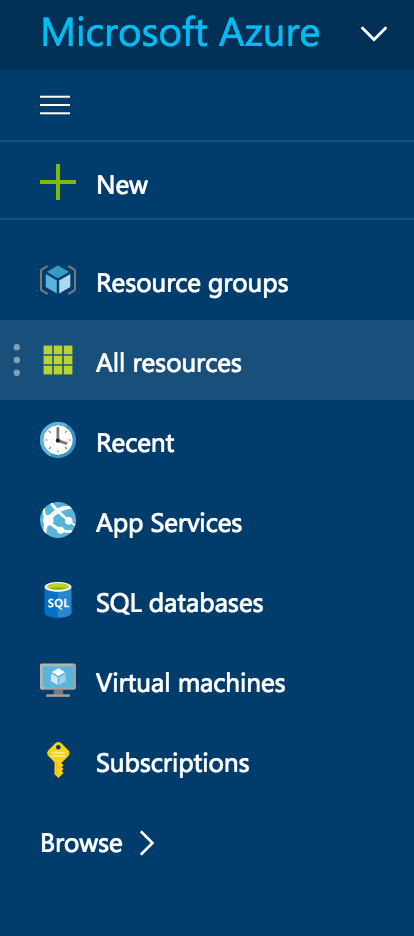 Microsoft Azure
New
Resource groups
All resources
Recent
App Services
SQL
SQL databases
Virtual machines
Subscriptions
Browse